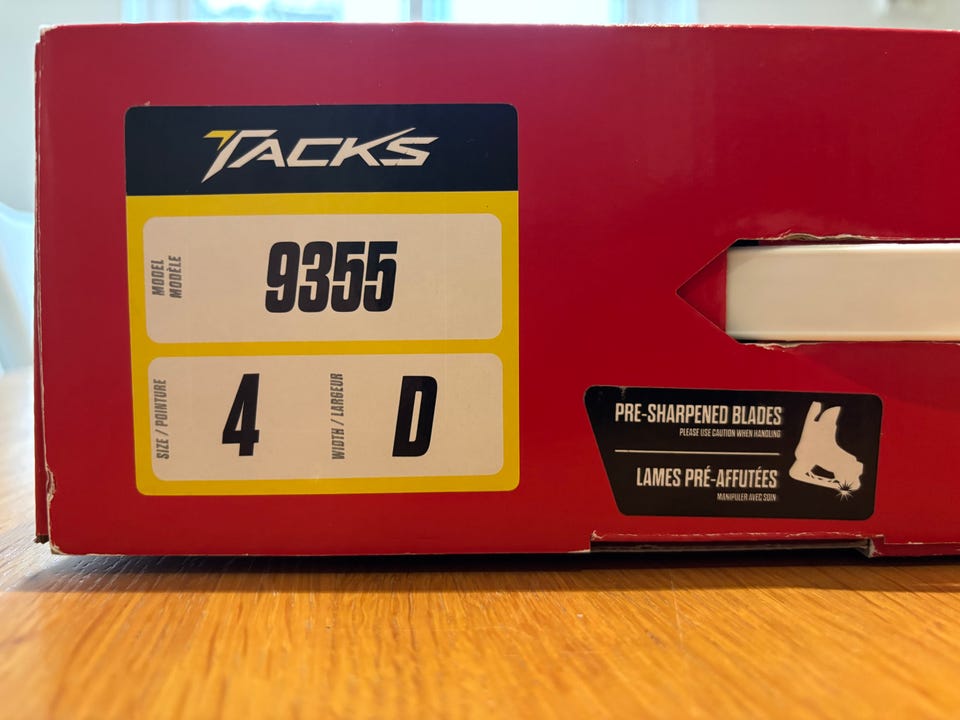 TACKS
MODEL
MODÈLE
9355
SIZE / POINTURE
4
WIDTH / LARGEUR
D
PRE-SHARPENED BLADES
PLEASE USE CAUTION WHEN HANDLING
LAMES PRÉ-AFFUTÉES
MANIPULER AVEC SOIN